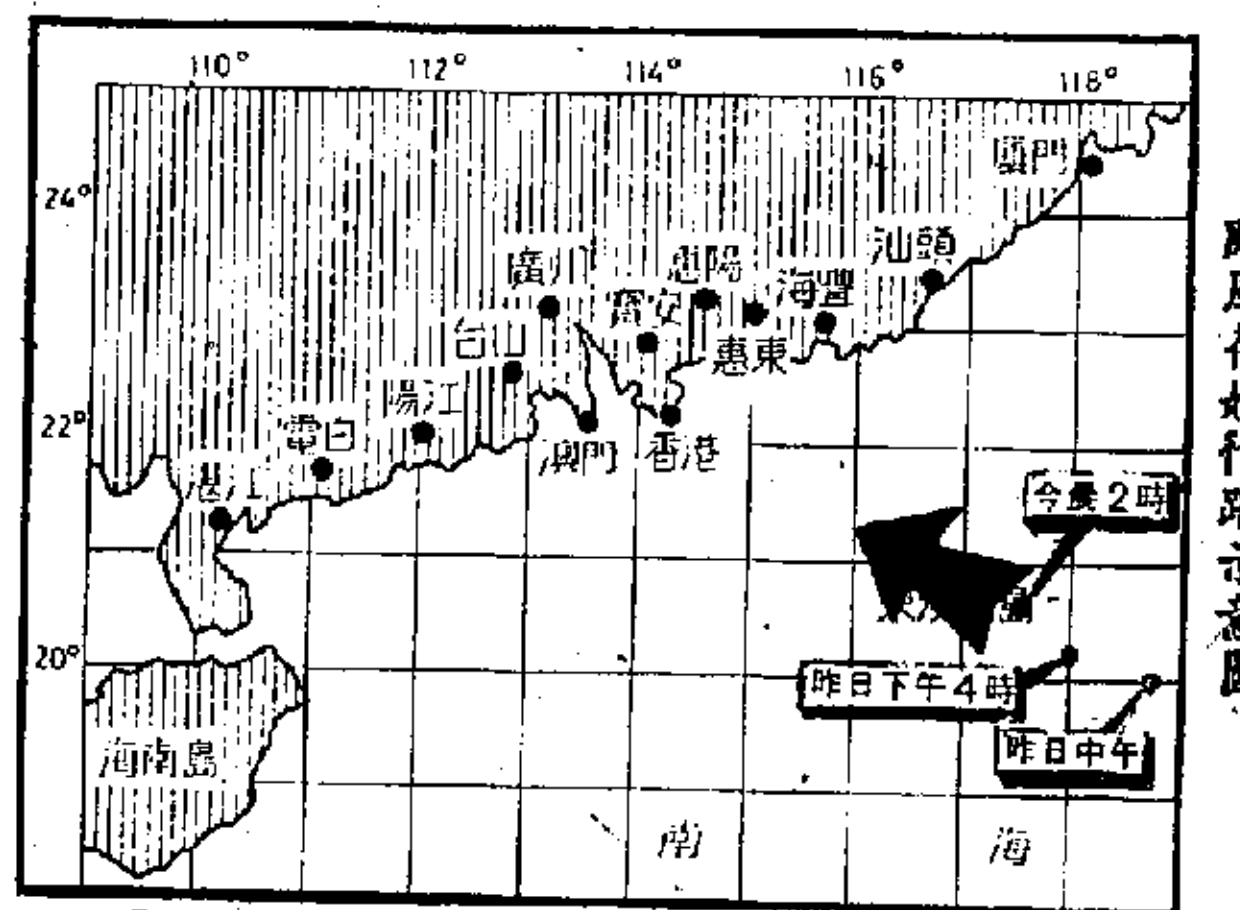 110°
112°
114°
116°
118°
24°
22°
20°
廈門
汕頭
海豐
惠陽
惠東
寶安
廣州
台山
陽江
電白
湛江
澳門
香港
今晨2時
島
昨日下午4時
昨日中午
海南島
南
海